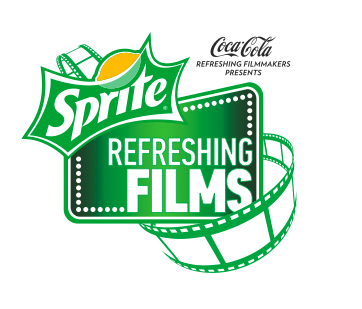 Coca-Cola
REFRESHING FILMMAKERS
PRESENTS
Sprite®
REFRESHING
FILMS